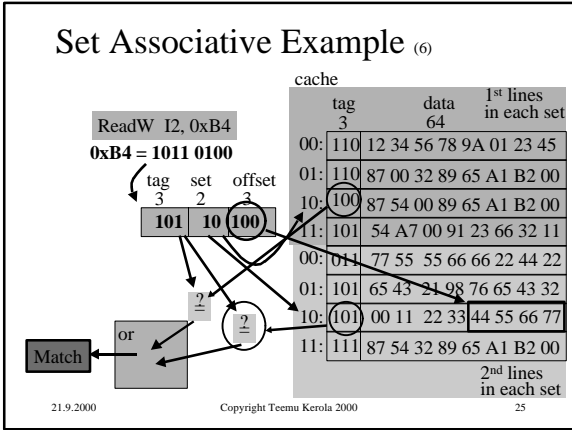 Set Associative Example (6)
cache
tag data 1st lines
3 64 in each set
ReadW I2, 0xB4
0xB4 = 1011 0100
tag set offset
3 2 3
101 10 100
00: 110 12 34 56 78 9A 01 23 45
01: 110 87 00 32 89 65 A1 B2 00
10: 100 87 54 00 89 65 A1 B2 00
11: 101 54 A7 00 91 23 66 32 11
00: 011 77 55 55 66 66 22 44 22
01: 101 65 43 21 98 76 65 43 32
10: 101 00 11 22 33 44 55 66 77
11: 111 87 54 32 89 65 A1 B2 00
?
=
?
=
or
Match
2nd lines
in each set
21.9.2000 Copyright Teemu Kerola 2000 25